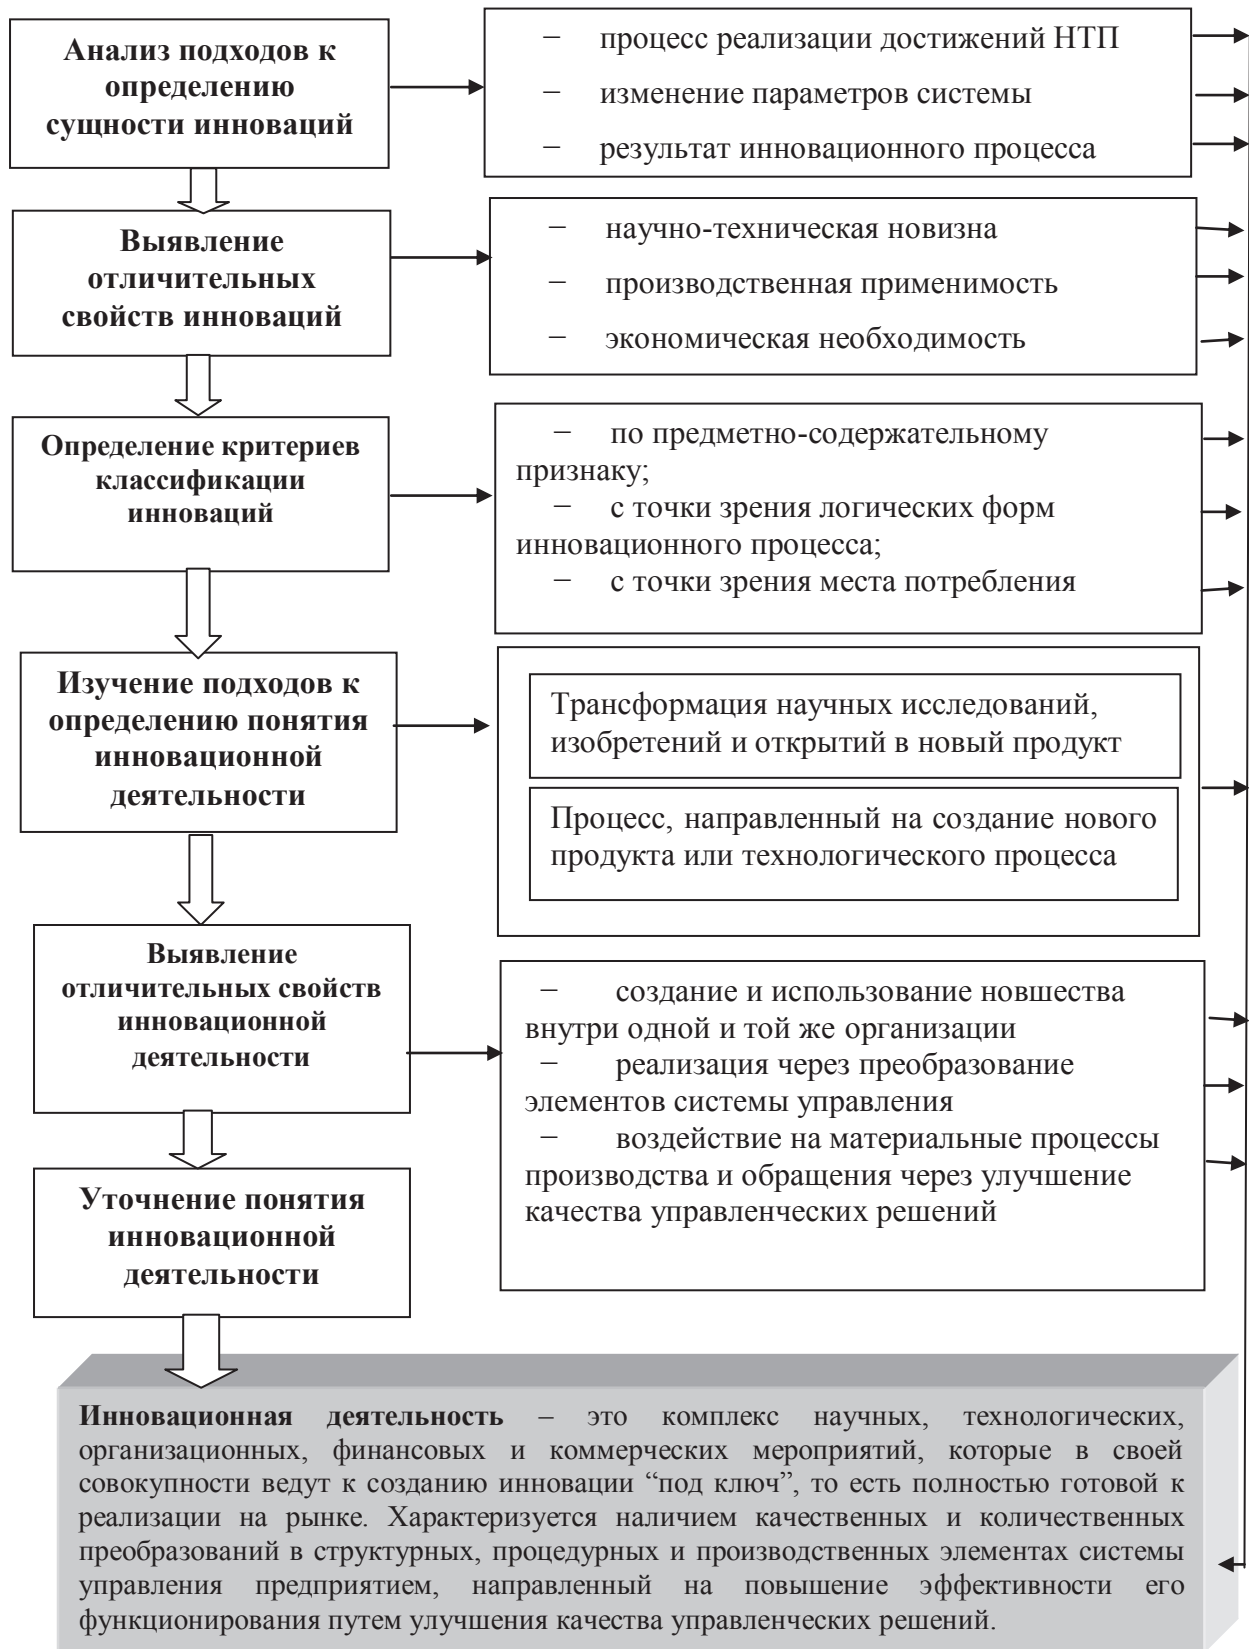 Анализ подходов к
определению
сущности инноваций
− процесс реализации достижений НТП
− изменение параметров системы
− результат инновационного процесса
Выявление
отличительных
свойств инноваций
− научно-техническая новизна
− производственная применимость
− экономическая необходимость
Определение критериев
классификации
инноваций
− по предметно-содержательному
признаку;
− с точки зрения логических форм
инновационного процесса;
− с точки зрения места потребления
Изучение подходов к
определению понятия
инновационной
деятельности
Трансформация научных исследований,
изобретений и открытий в новый продукт
Процесс, направленный на создание нового
продукта или технологического процесса
Выявление
отличительных свойств
инновационной
деятельности
− создание и использование новшества
внутри одной и той же организации
− реализация через преобразование
элементов системы управления
− воздействие на материальные процессы
производства и обращения через улучшение
качества управленческих решений
Уточнение понятия
инновационной
деятельности
Инновационная деятельность – это комплекс научных, технологических,
организационных, финансовых и коммерческих мероприятий, которые в своей
совокупности ведут к созданию инновации “под ключ”, то есть полностью готовой к
реализации на рынке. Характеризуется наличием качественных и количественных
преобразований в структурных, процедурных и производственных элементах системы
управления предприятием, направленный на повышение эффективности его
функционирования путем улучшения качества управленческих решений.